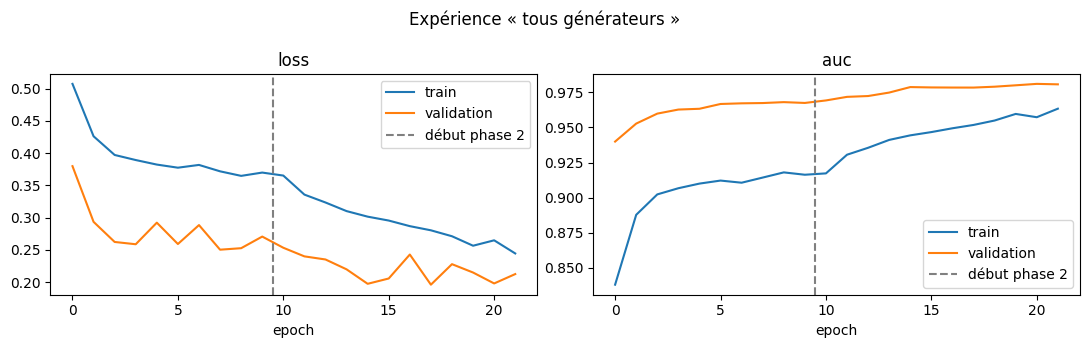 Expérience « tous générateurs »
loss
0.50
0.45
0.40
0.35
0.30
0.25
0.20
0
5
10
15
20
epoch
train
validation
début phase 2
auc
0.975
0.950
0.925
0.900
0.875
0.850
0
5
10
15
20
epoch
train
validation
début phase 2